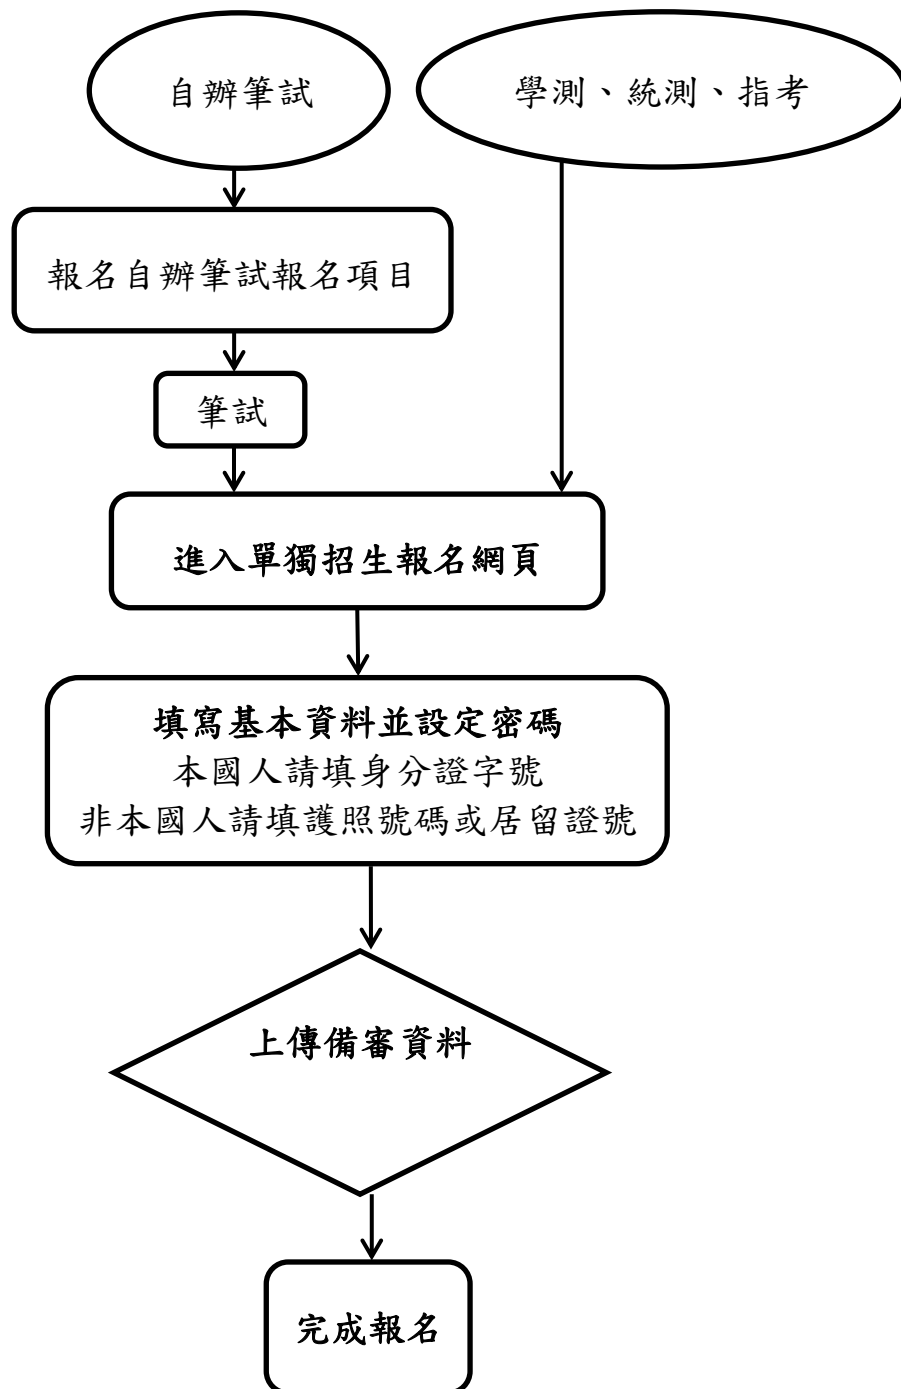 自辦筆試
學測、統測、指考
報名自辦筆試報名項目
筆試
進入單獨招生報名網頁
填寫基本資料並設定密碼
本國人請填身分證字號
非本國人請填護照號碼或居留證號
上傳備審資料
完成報名